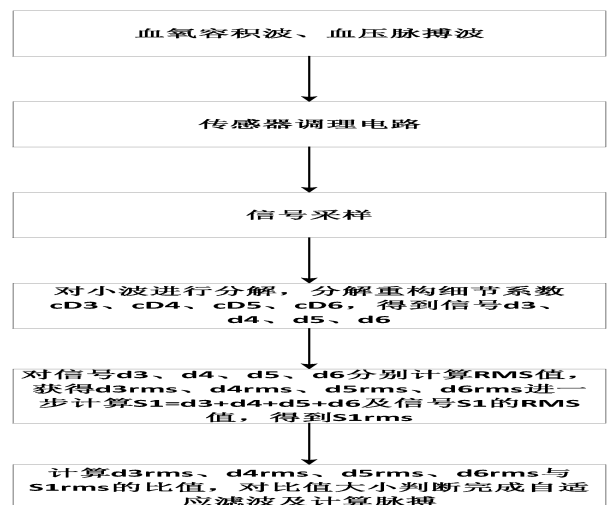 血氧容积波、血压脉搏波
传感器调理电路
信号采样
对小波进行分解，分解重构细节系数
cD3、cD4、cD5、cD6，得到信号d3、
d4、d5、d6
对信号d3、d4、d5、d6分别计算RMS值，
获得d3rms、d4rms、d5rms、d6rms进一
步计算S1=d3+d4+d5+d6及信号S1的RMS
值，得到S1rms
计算d3rms、d4rms、d5rms、d6rms与
S1rms的比值，对比值大小判断完成自适
应滤波及计算脉搏